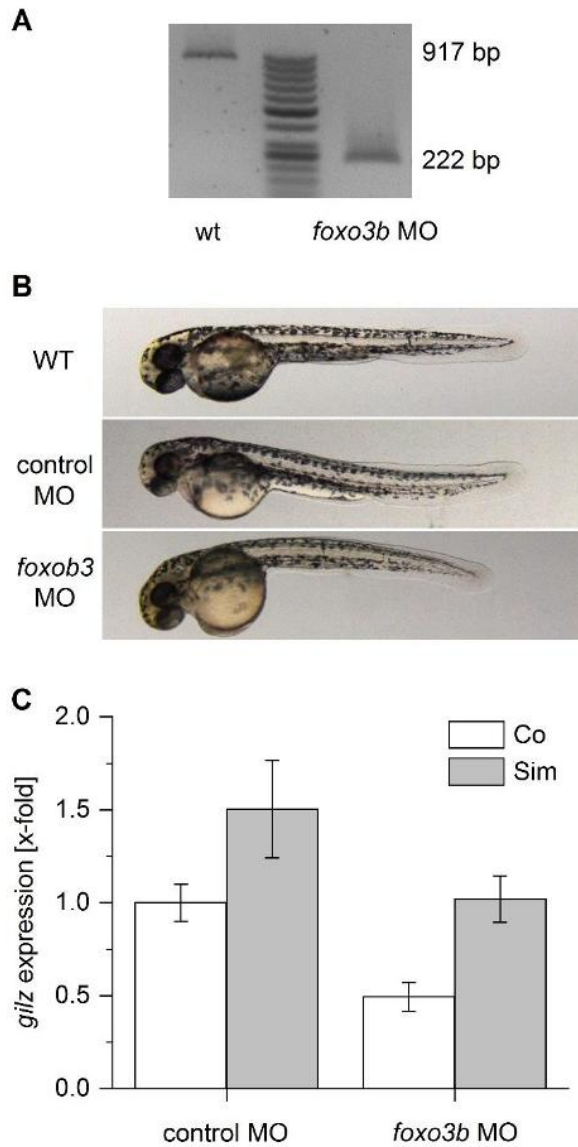 A
917 bp
222 bp
wt
foxo3b MO
B
WT
control
MO
foxob3
MO
C
2.0
1.5
1.0
0.5
0.0
gilz expression [x-fold]
Co
Sim
control MO
foxo3b MO